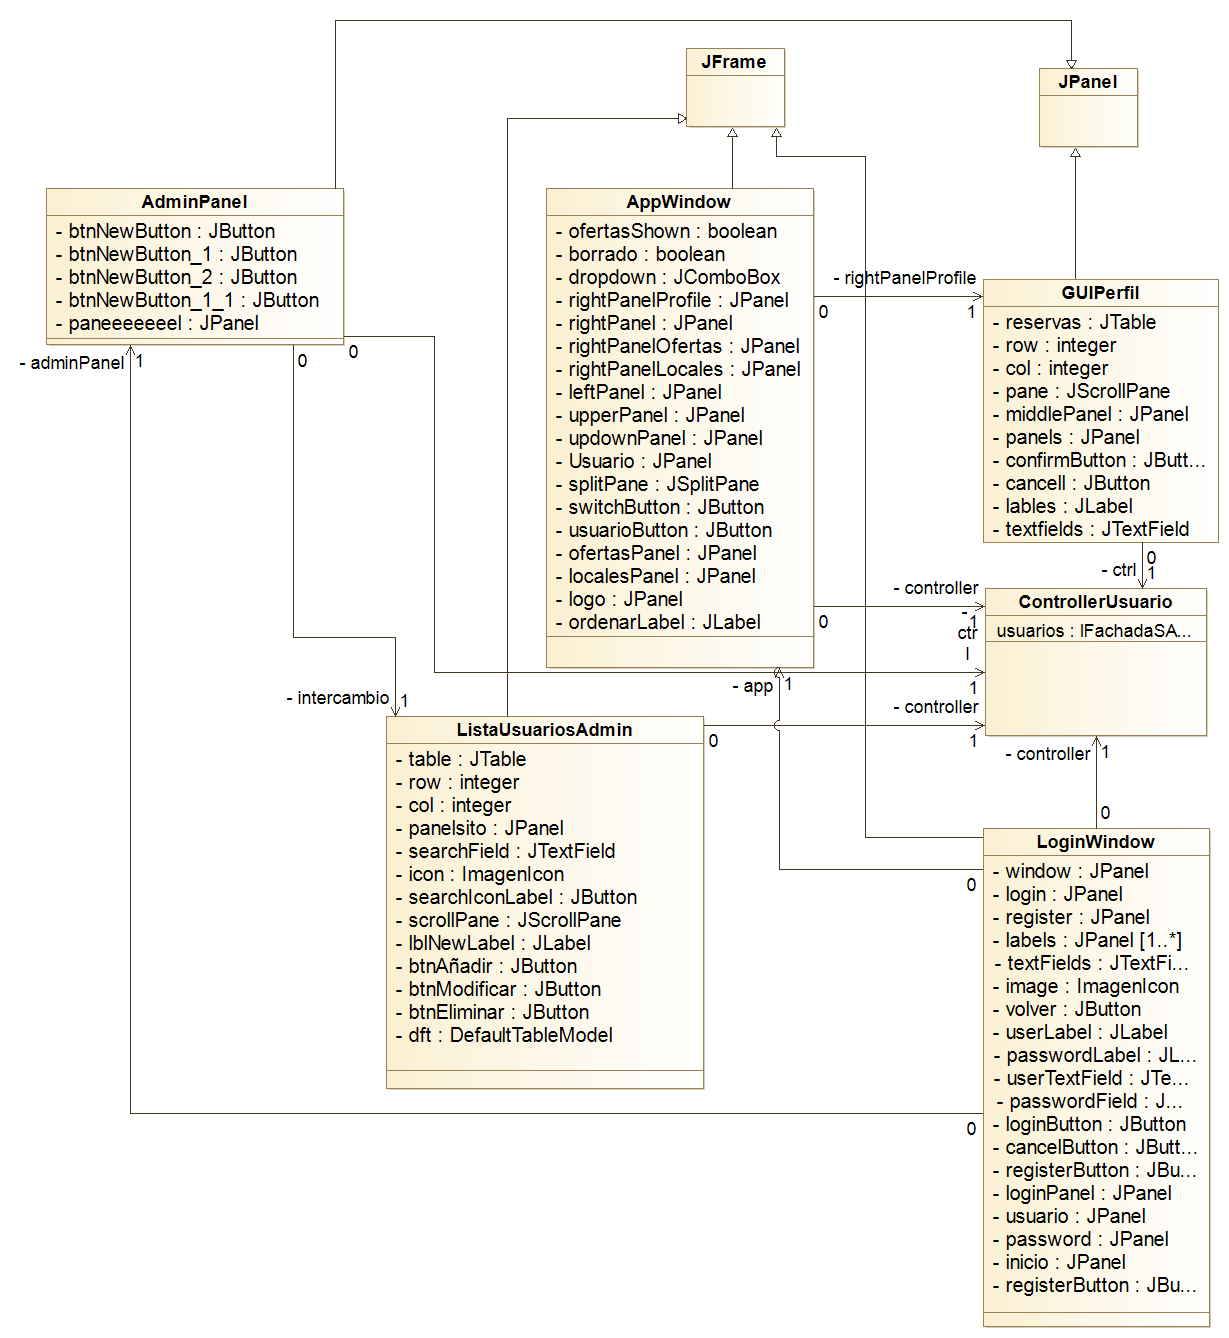 JFrame
JPanel
AdminPanel
- btnNewButton : JButton
- btnNewButton_1 : JButton
- btnNewButton_2 : JButton
- btnNewButton_1_1 : JButton
- paneeeeeeel : JPanel
AppWindow
- ofertasShown : boolean
- borrado : boolean
- dropdown : JComboBox
- rightPanelProfile : JPanel
- rightPanel : JPanel
- rightPanelOfertas : JPanel
- rightPanelLocales : JPanel
- leftPanel : JPanel
- upperPanel : JPanel
- updownPanel : JPanel
- Usuario : JPanel
- splitPane : JSplitPane
- switchButton : JButton
- usuarioButton : JButton
- ofertasPanel : JPanel
- localesPanel : JPanel
- logo : JPanel
- ordenarLabel : JLabel
- rightPanelProfile
0
1
GUIPerfil
- reservas : JTable
- row : integer
- col : integer
- pane : JScrollPane
- middlePanel : JPanel
- panels : JPanel
- confirmButton : JButt...
- cancell : JButton
- lables : JLabel
- textfields : JTextField
- adminPanel
1
0
0
0
- ctrl
1
- controller
0
1
-
ctr
l
1
ControllerUsuario
usuarios : IFachadaSA...
- app
1
- intercambio
1
- controller
0
1
- controller
1
0
ListaUsuariosAdmin
- table : JTable
- row : integer
- col : integer
- panelsito : JPanel
- searchField : JTextField
- icon : ImagenIcon
- searchIconLabel : JButton
- scrollPane : JScrollPane
- lblNewLabel : JLabel
- btnAñadir : JButton
- btnModificar : JButton
- btnEliminar : JButton
- dft : DefaultTableModel
LoginWindow
- window : JPanel
- login : JPanel
- register : JPanel
- labels : JPanel [1..*]
- textFields : JTextFi...
- image : ImagenIcon
- volver : JButton
- userLabel : JLabel
- passwordLabel : JL...
- userTextField : JTe...
- passwordField : J...
- loginButton : JButton
- cancelButton : JButt...
- registerButton : JBu...
- loginPanel : JPanel
- usuario : JPanel
- password : JPanel
- inicio : JPanel
- registerButton : JBu...
0
0